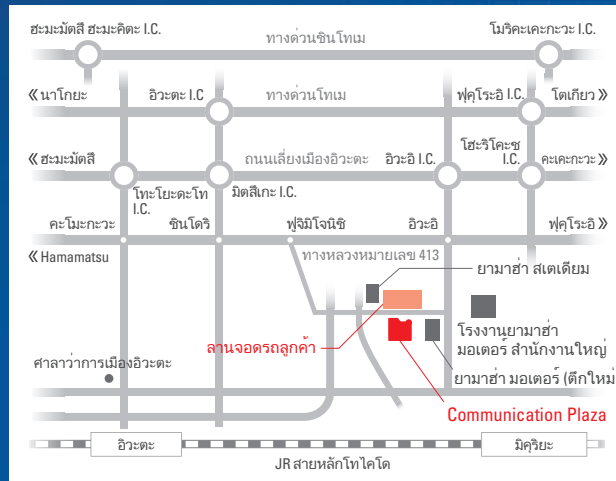 ฮะมะมัตสึ ฮะมะคิตะ I.C.
ทางด่วนชินโทเม
โมริคะเคะกะวะ I.C.
《 นาโกยะ
อิวะตะ I.C
ทางด่วนโทเม
ฟุคุโระอิ I.C.
โตเกียว 》
《 ฮะมะมัตสึ
ถนนเลี่ยงเมืองอิวะตะ
อิวะอิ I.C.
โฮะริโคะช
I.C.
คะเคะกะวะ 》
โทะโยะดะโท
I.C.
มิตสึเกะ I.C.
คะโมะกะวะ
ชินโดริ
ฟูจิมิโจนิชิ
อิวะอิ
ฟุคุโระอิ 》
《 Hamamatsu
ทางหลวงหมายเลข 413
ยามาฮ่า สเตเดียม
ลานจอดรถลูกค้า
โรงงานยามาฮ่า
มอเตอร์ สำนักงานใหญ่
ศาลาว่าการเมืองอิวะตะ
ยามาฮ่า มอเตอร์ (ตึกใหม่
Communication Plaza
อิวะตะ
มิคุริยะ
JR สายหลักโทไคโด